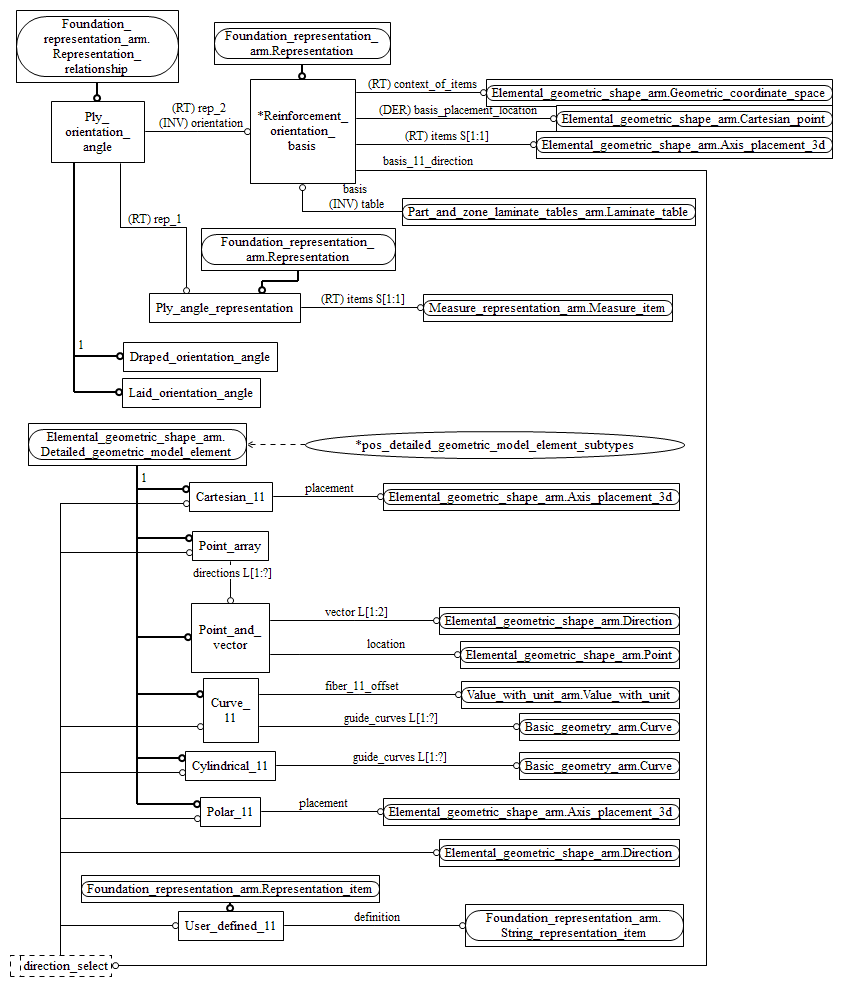 Foundation_
representation_arm.
Representation_
relationship
Foundation_representation_
arm.Representation
Ply_
orientation_
angle
(RT) rep_2
(INV) orientation
*Reinforcement_
orientation_
basis
(RT) context_of_items
Elemental_geometric_shape_arm.Geometric_coordinate_space
(DER) basis_placement_location
Elemental_geometric_shape_arm.Cartesian_point
(RT) items S[1:1]
Elemental_geometric_shape_arm.Axis_placement_3d
basis_11_direction
basis
(INV) table
Part_and_zone_laminate_tables_arm.Laminate_table
(RT) rep_1
Foundation_representation_
arm.Representation
Ply_angle_representation
(RT) items S[1:1]
Measure_representation_arm.Measure_item
1
Draped_orientation_angle
Laid_orientation_angle
Elemental_geometric_shape_arm.
Detailed_geometric_model_element
*pos_detailed_geometric_model_element_subtypes
1
Cartesian_11
placement
Elemental_geometric_shape_arm.Axis_placement_3d
Point_array
directions L[1:?]
Point_and_
vector
vector L[1:2]
Elemental_geometric_shape_arm.Direction
location
Elemental_geometric_shape_arm.Point
Curve_
11
fiber_11_offset
Value_with_unit_arm.Value_with_unit
guide_curves L[1:?]
Basic_geometry_arm.Curve
Cylindrical_11
guide_curves L[1:?]
Basic_geometry_arm.Curve
Polar_11
placement
Elemental_geometric_shape_arm.Axis_placement_3d
Elemental_geometric_shape_arm.Direction
Foundation_representation_arm.Representation_item
User_defined_11
definition
Foundation_representation_arm.
String_representation_item
direction_select